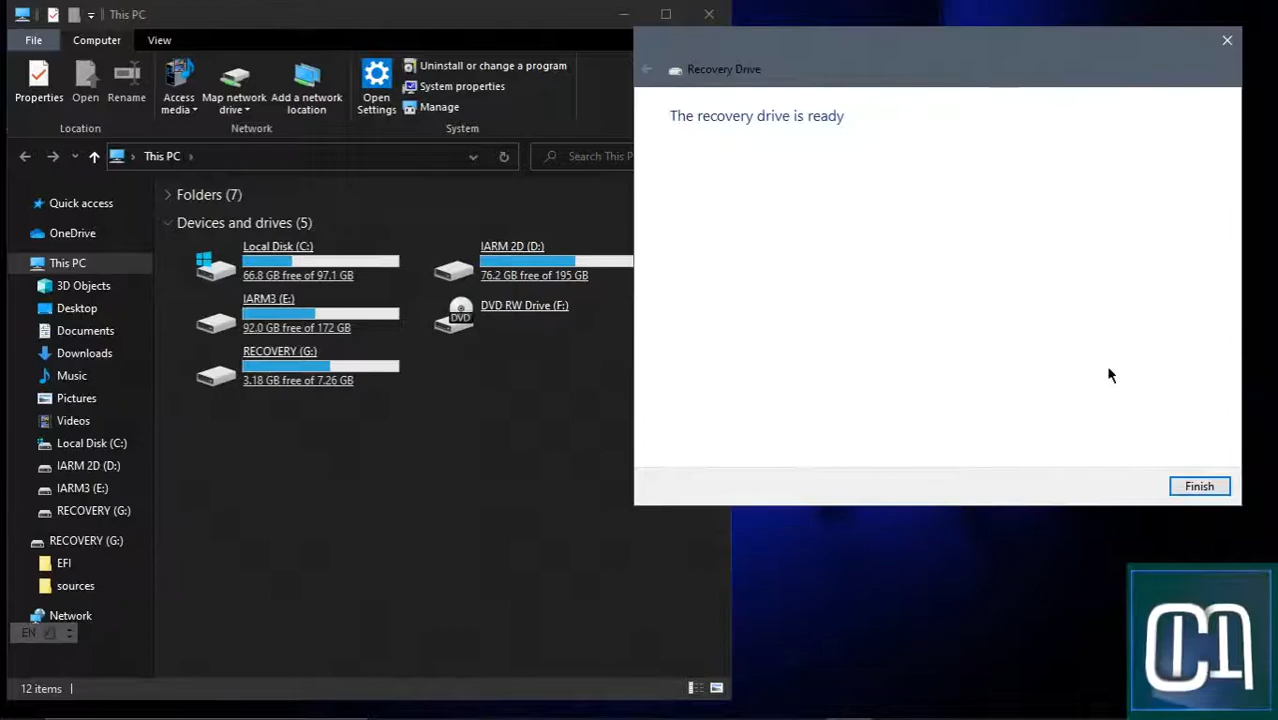 This PC
File
Computer
View
Properties
Open
Rename
Location
Access media
Map network drive
Add a network location
Network
Open Settings
Uninstall or change a program
System properties
Manage
System
This PC
Search This P
Quick access
OneDrive
This PC
3D Objects
Desktop
Documents
Downloads
Music
Pictures
Videos
Local Disk (C:)
IARM 2D (D:)
IARM3 (E:)
RECOVERY (G:)
RECOVERY (G:)
EFI
sources
Network
EN
12 items
Folders (7)
Devices and drives (5)
Local Disk (C:)
66.8 GB free of 97.1 GB
IARM 2D (D:)
76.2 GB free of 195 GB
IARM3 (E:)
92.0 GB free of 172 GB
DVD RW Drive (F:)
DVD
RECOVERY (G:)
3.18 GB free of 7.26 GB
Recovery Drive
The recovery drive is ready
Finish